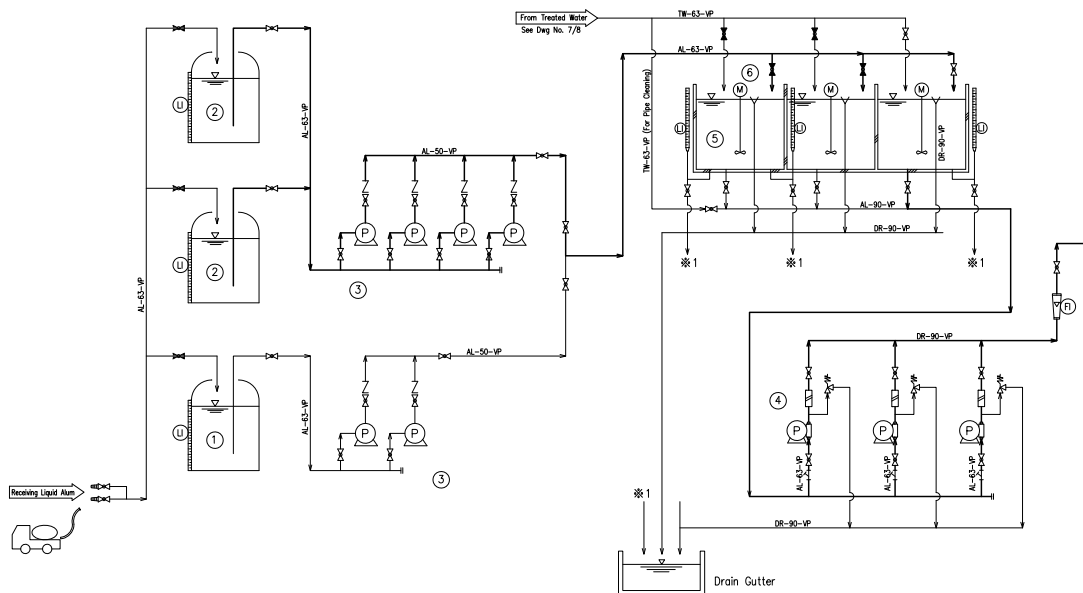 From Treated Water
See Dwg No. 7/8
TW-63-VP
AL-63-VP
6
M
M
M
LI
2
AL-63-VP
TW-63-VP (For Pipe Cleaning)
LI
5
LI
LI
DR-90-VP
AL-50-VP
AL-90-VP
P
P
P
P
DR-90-VP
LI
2
※1
※1
※1
AL-63-VP
3
FI
AL-50-VP
DR-90-VP
LI
1
AL-63-VP
P
P
4
P
P
P
3
AL-63-VP
AL-63-VP
AL-63-VP
Receiving Liquid Alum
※1
DR-90-VP
Drain Gutter